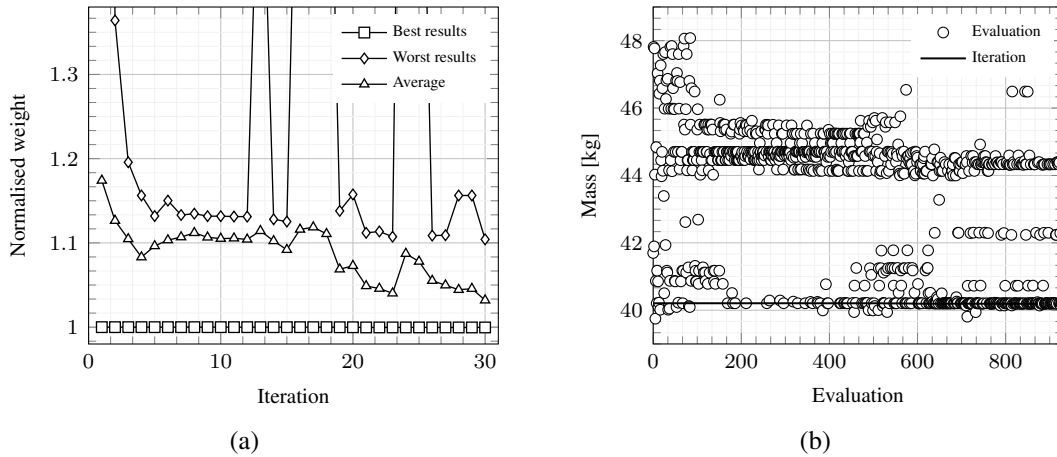 Best results
Worst results
Average
1.3
1.2
1.1
1
0
10
20
30
Normalised weight
Iteration
(a)
Evaluation
Iteration
48
46
44
42
40
0
200
400
600
800
Mass [kg]
Evaluation
(b)